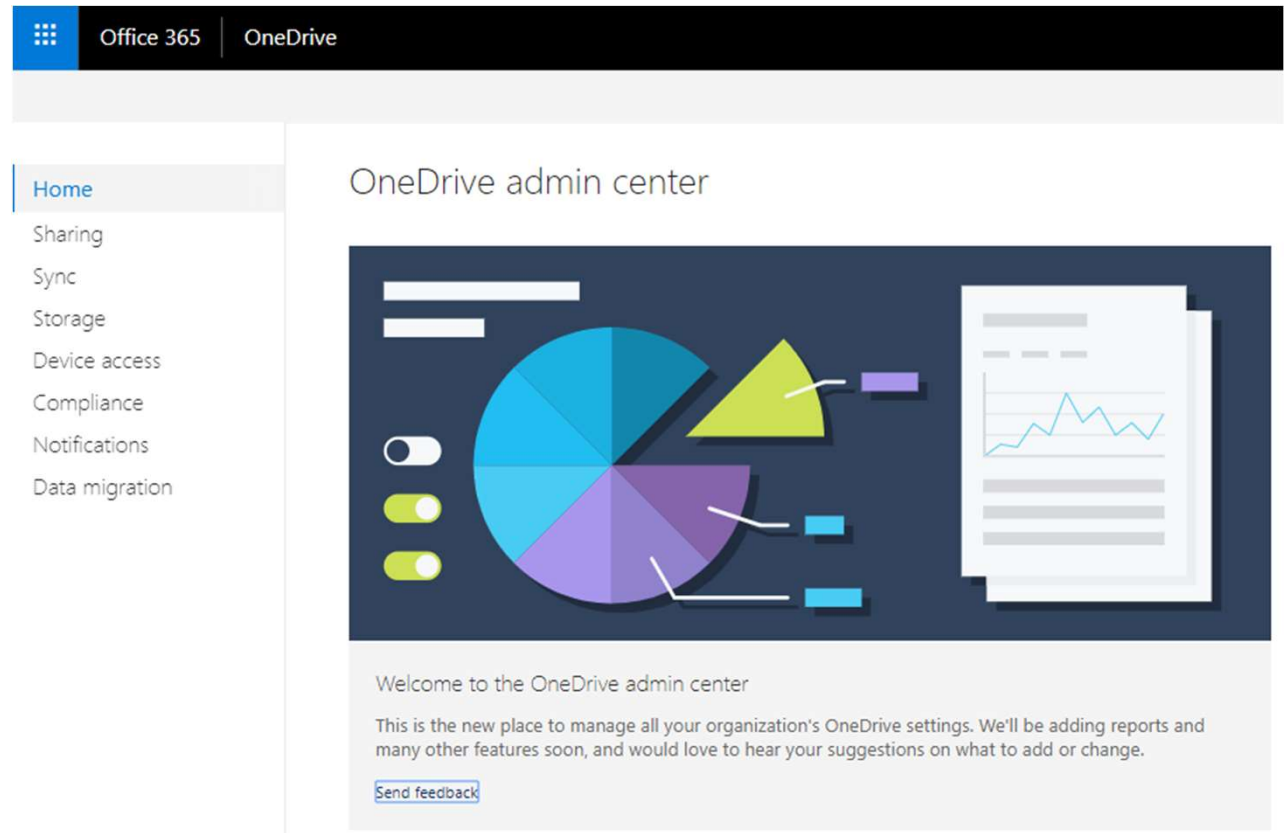 Office 365 OneDrive
Home
Sharing
Sync
Storage
Device access
Compliance
Notifications
Data migration
OneDrive admin center
Welcome to the OneDrive admin center
This is the new place to manage all your organization's OneDrive settings. We'll be adding reports and
many other features soon, and would love to hear your suggestions on what to add or change.
Send feedback